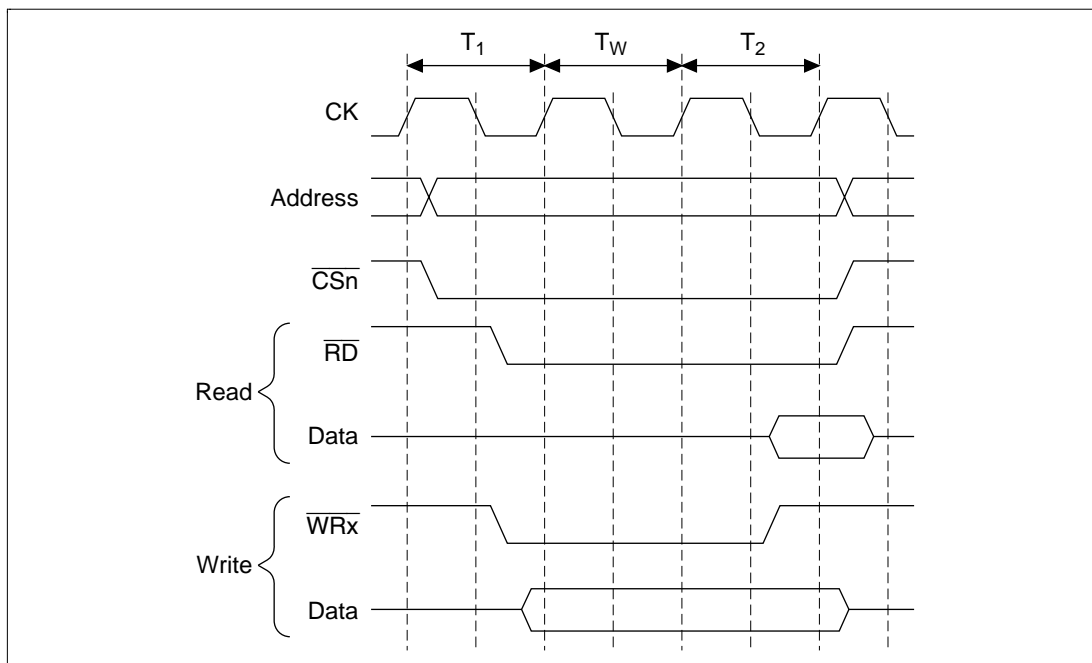 T1 TW T2
CK
Address
CSn
RD
Read
Data
WRx
Write
Data